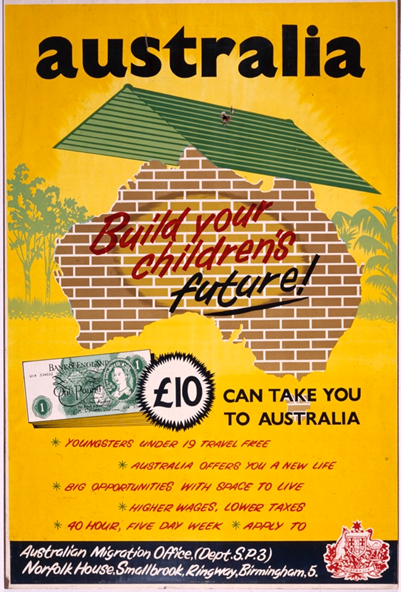 australia
Build your
children's
future!
BANK of ENGLAND
One Pound
1
1
£10
CAN TAKE YOU
TO AUSTRALIA
* YOUNGSTERS UNDER 19 TRAVEL FREE
* AUSTRALIA OFFERS YOU A NEW LIFE
* BIG OPPORTUNITIES WITH SPACE TO LIVE
* HIGHER WAGES, LOWER TAXES
* 40 HOUR, FIVE DAY WEEK * APPLY TO
Australian Migration Office, (Dept. S.P.3)
Norfolk House, Smallbrook, Ringway, Birmingham, 5.